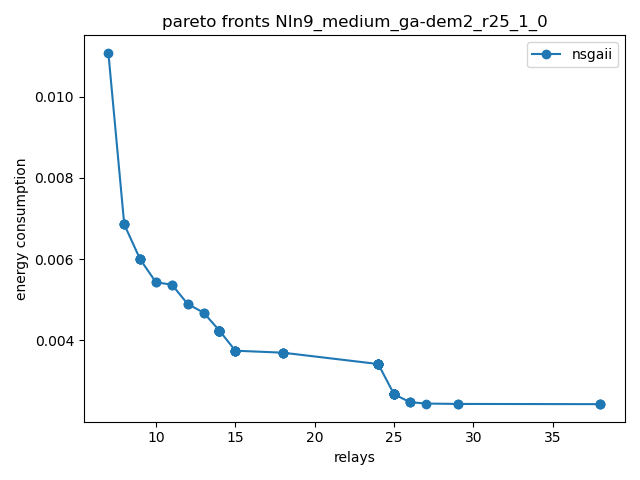 pareto fronts NIn9_medium_ga-dem2_r25_1_0
nsgaii
0.010
0.008
0.006
0.004
energy consumption
10 15 20 25 30 35
relays